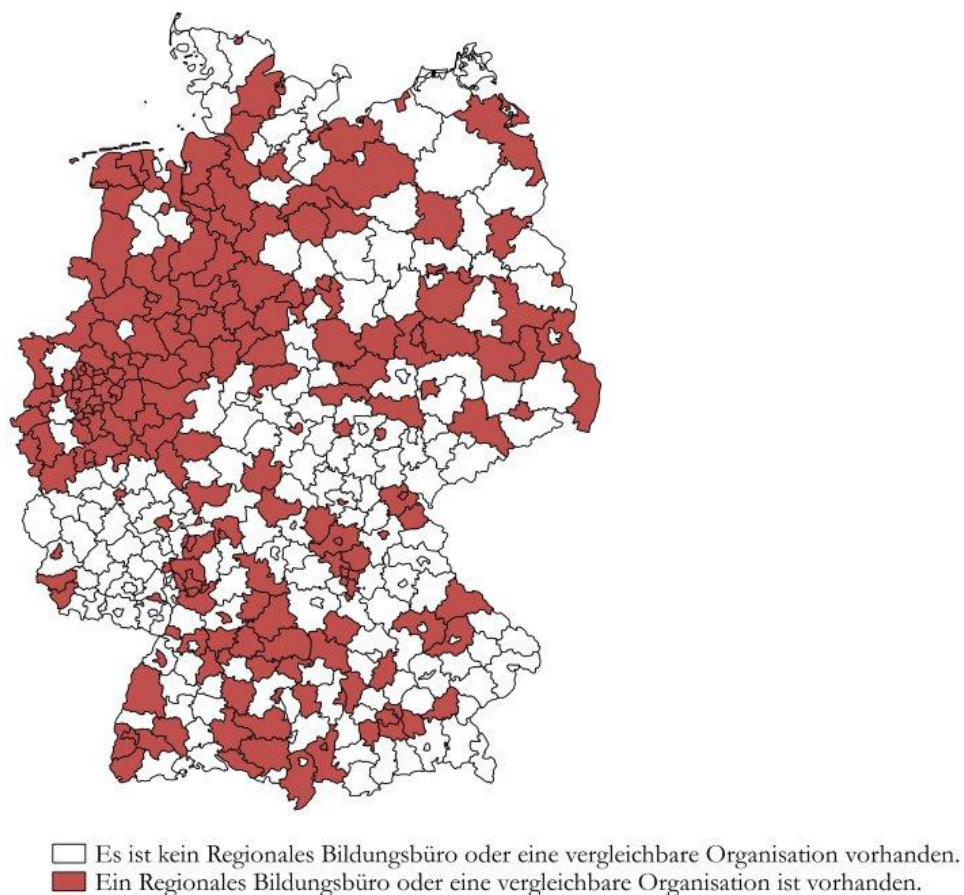 Es ist kein Regionales Bildungsbüro oder eine vergleichbare Organisation vorhanden.
Ein Regionales Bildungsbüro oder eine vergleichbare Organisation ist vorhanden.